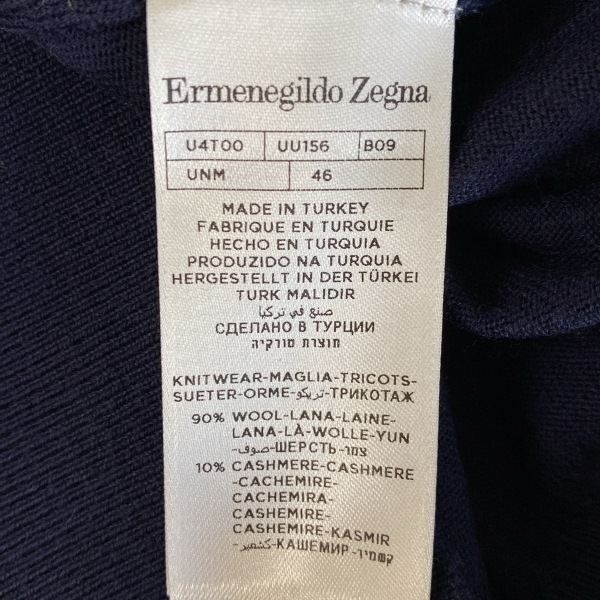 Ermenegildo Zegna
U4T00 UU156 B09
UNM 46
MADE IN TURKEY
FABRIQUE EN TURQUIE
HECHO EN TURQUIA
PRODUZIDO NA TURQUIA
HERGESTELLT IN DER TÜRKEI
TURK MALIDIR
صنع في تركيا
СДЕЛАНО В ТУРЦИИ
תוצרת טורקיה
KNITWEAR-MAGLIA-TRICOTS-
SUETER-ORME-تريكو-ТРИКОТАЖ
90% WOOL-LANA-LAINE-
LANA-LÀ-WOLLE-YUN
-صوف-ШЕРСТЬ-צמר
10% CASHMERE-CASHMERE
-CACHEMIRE-
CACHEMIRA-
CASHMIRE-
CASHEMIRE-KASMIR
-كشمير-КАШЕМИР-קשמיר